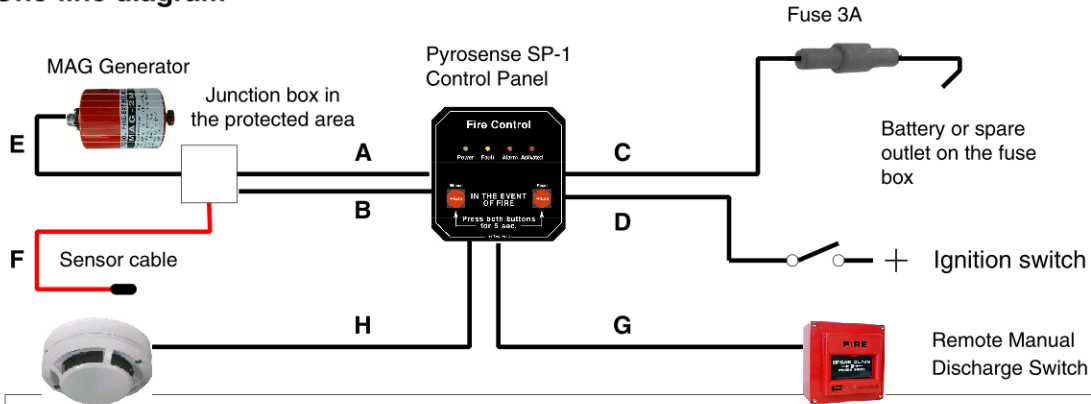 One line diagram
Fuse 3A
MAG Generator
Pyrosense SP-1
Control Panel
Junction box in
the protected area
E
A
B
C
D
Fire Control
Power Fault Alarm Activated
Reset
IN THE EVENT
OF FIRE
Press both buttons
for 5 sec.
Battery or spare
outlet on the fuse
box
F
Sensor cable
+
Ignition switch
H
G
FIRE
Remote Manual
Discharge Switch